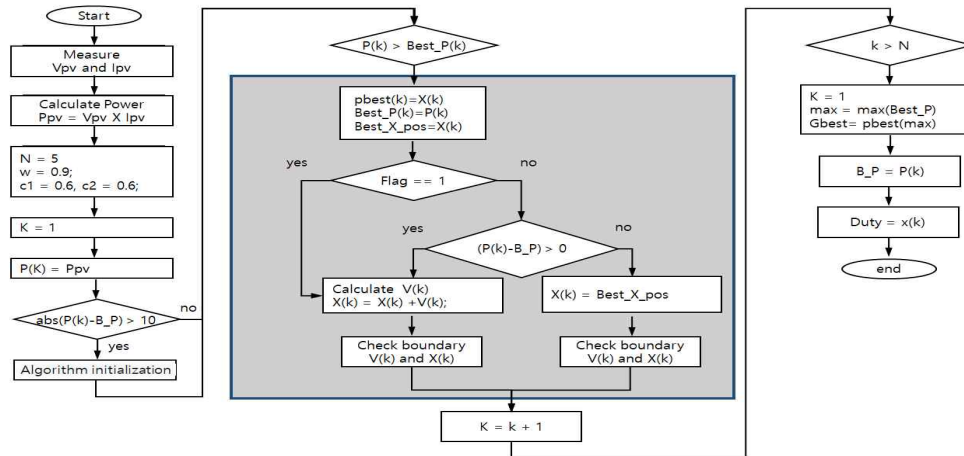 Start
Measure
Vpv and Ipv
Calculate Power
Ppv = Vpv X Ipv
N = 5
w = 0.9;
c1 = 0.6, c2 = 0.6;
K = 1
P(K) = Ppv
abs(P(k)-B_P) > 10
no
yes
Algorithm initialization
P(k) > Best_P(k)
pbest(k)=X(k)
Best_P(k)=P(k)
Best_X_pos=X(k)
yes
no
Flag == 1
yes
no
(P(k)-B_P) > 0
Calculate V(k)
X(k) = X(k) +V(k);
X(k) = Best_X_pos
Check boundary
V(k) and X(k)
Check boundary
V(k) and X(k)
K = k + 1
k > N
K = 1
max = max(Best_P)
Gbest= pbest(max)
B_P = P(k)
Duty = x(k)
end